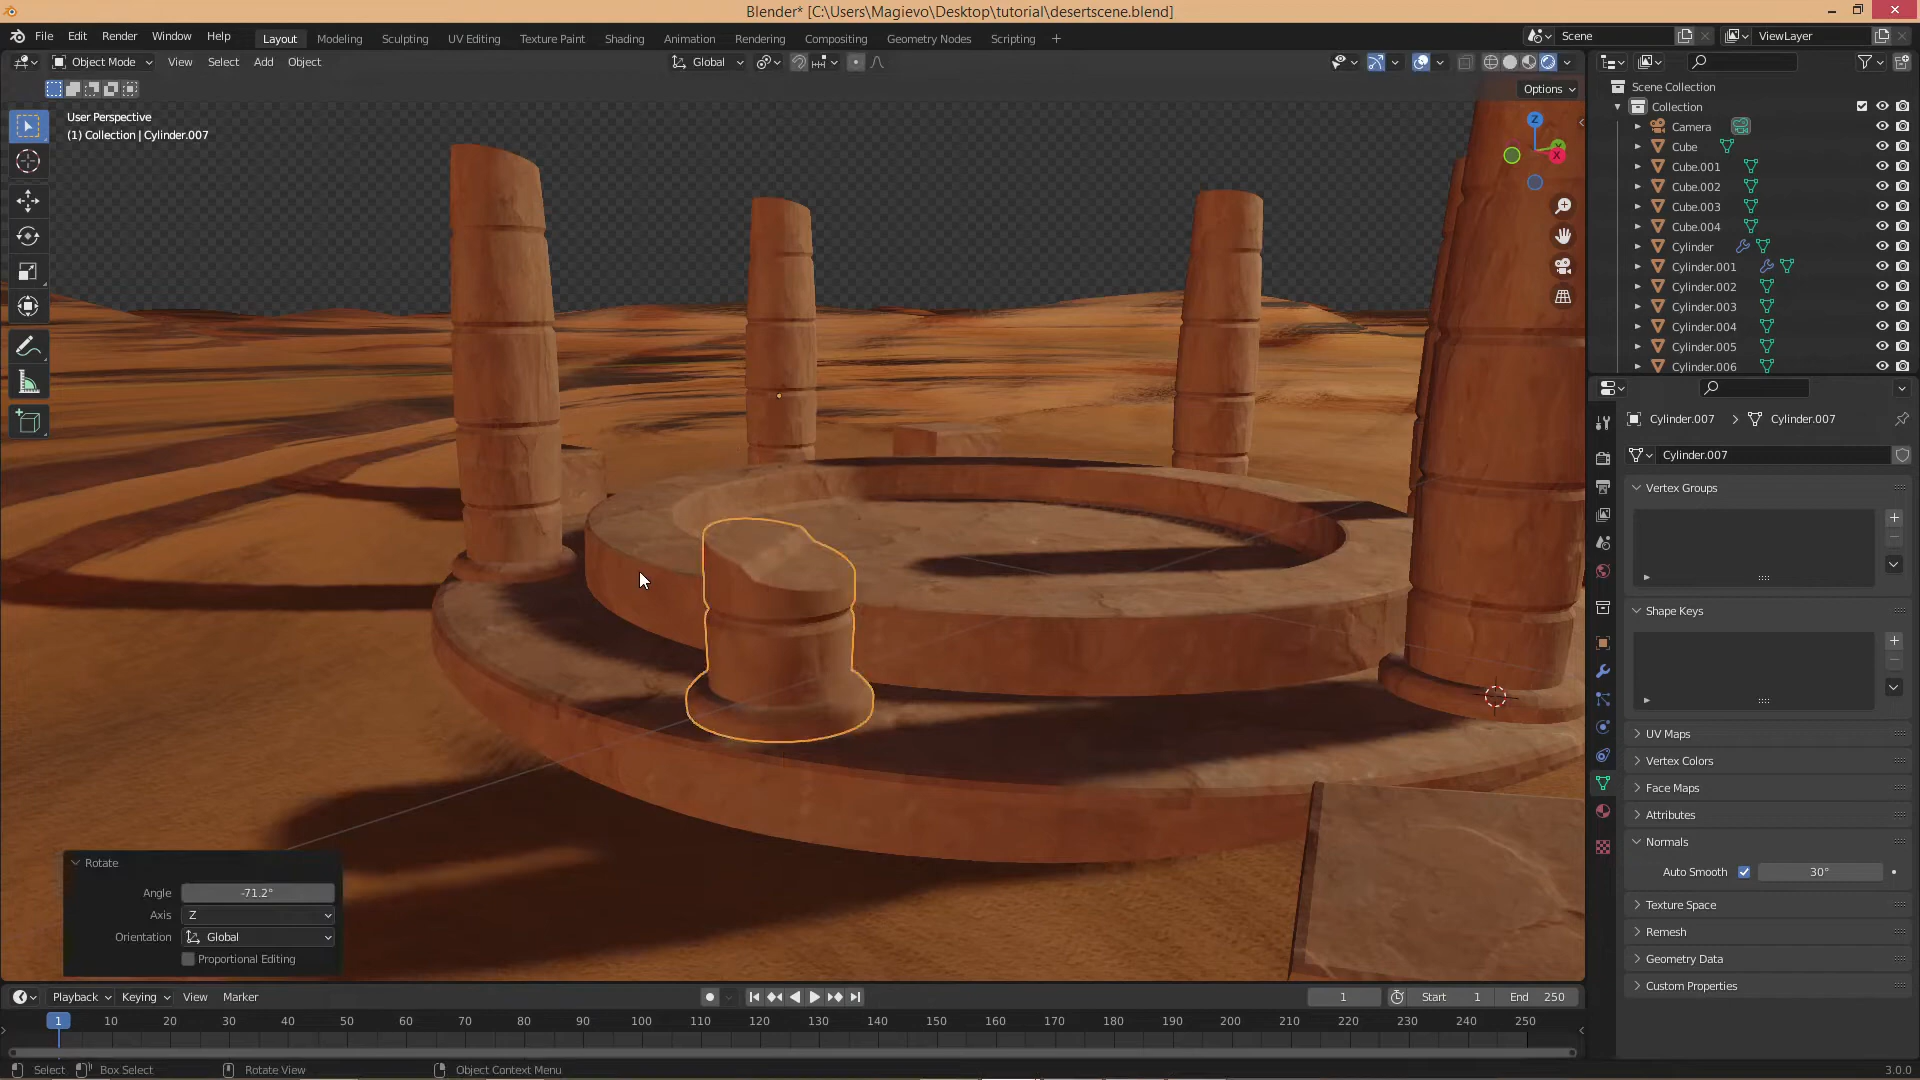 Blender* [C:\Users\Magievo\Desktop\tutorial\desertscene.blend]
File Edit Render Window Help Layout Modeling Sculpting UV Editing Texture Paint Shading Animation Rendering Compositing Geometry Nodes Scripting + Scene ViewLayer
Object Mode View Select Add Object Global
Options
User Perspective
(1) Collection | Cylinder.007
Z
X
Scene Collection
Collection
Camera
Cube
Cube.001
Cube.002
Cube.003
Cube.004
Cylinder
Cylinder.001
Cylinder.002
Cylinder.003
Cylinder.004
Cylinder.005
Cylinder.006
Cylinder.007 > Cylinder.007
Cylinder.007
Vertex Groups
Shape Keys
UV Maps
Vertex Colors
Face Maps
Attributes
Normals
Auto Smooth 30°
Texture Space
Remesh
Geometry Data
Custom Properties
Rotate
Angle -71.2°
Axis Z
Orientation Global
Proportional Editing
Playback Keying View Marker 1 Start 1 End 250
1 10 20 30 40 50 60 70 80 90 100 110 120 130 140 150 160 170 180 190 200 210 220 230 240 250
Select Box Select Rotate View Object Context Menu 3.0.0